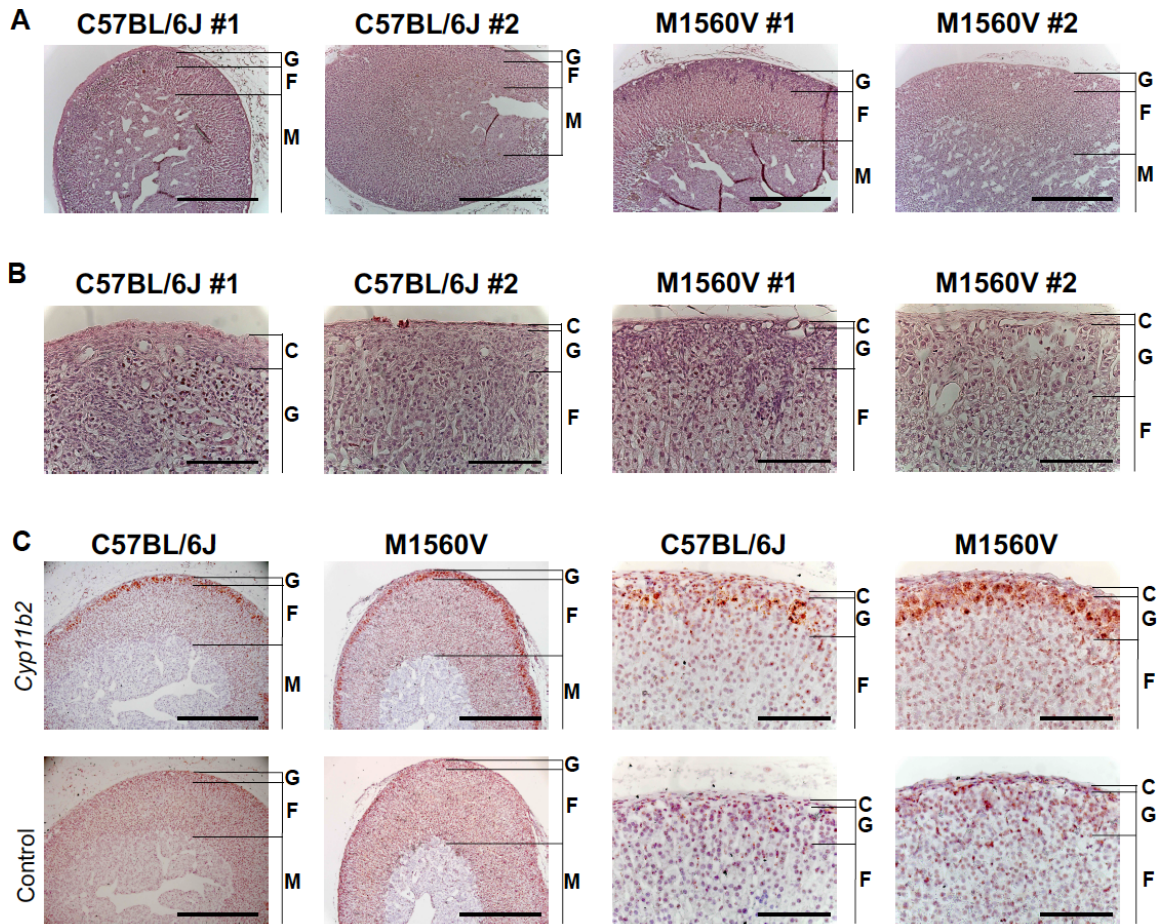 A
C57BL/6J #1 C57BL/6J #2 M1560V #1 M1560V #2
G F M
G F M
G F M
G F M
B
C57BL/6J #1 C57BL/6J #2 M1560V #1 M1560V #2
C G
C G F
C G F
C G F
C
C57BL/6J M1560V C57BL/6J M1560V
Cyp11b2
G F M
G F M
C G F
C G F
Control
G F M
G F M
C G F
C G F